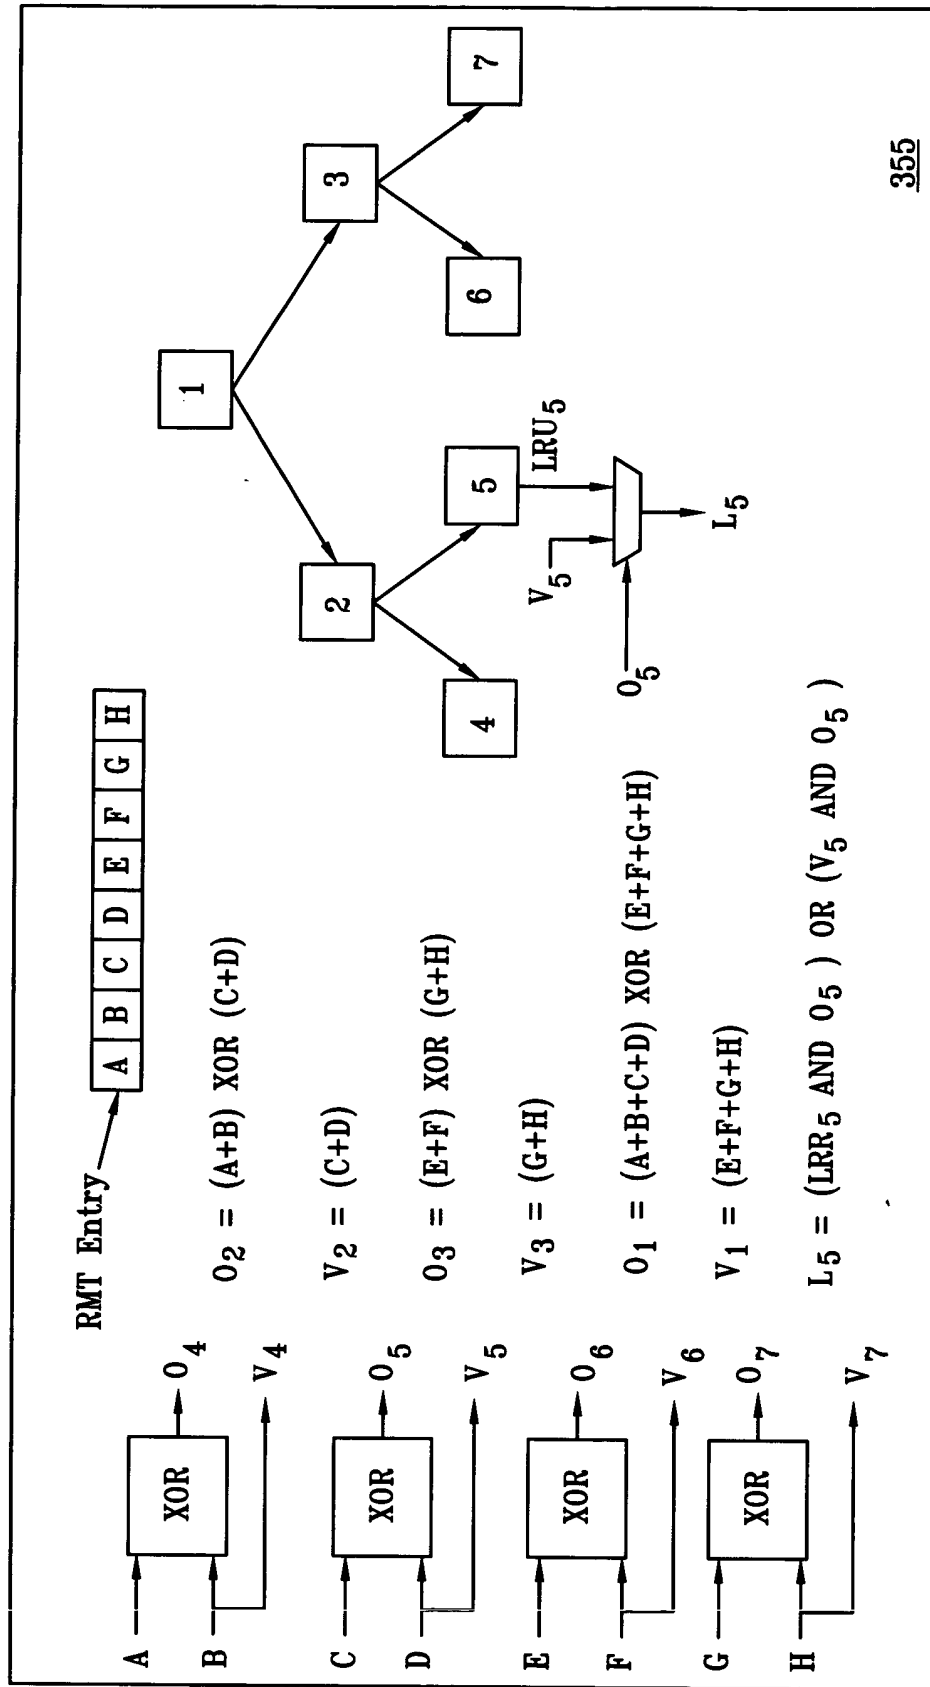 RMT Entry
A B C D E F G H
A
B
XOR
O4
V4
C
D
XOR
O5
V5
E
F
XOR
O6
V6
G
H
XOR
O7
V7
O2 = (A+B) XOR (C+D)
V2 = (C+D)
O3 = (E+F) XOR (G+H)
V3 = (G+H)
O1 = (A+B+C+D) XOR (E+F+G+H)
V1 = (E+F+G+H)
L5 = (LRR5 AND O5 ) OR (V5 AND O5 )
1
2
3
4
5
6
7
LRU5
V5
O5
L5
355